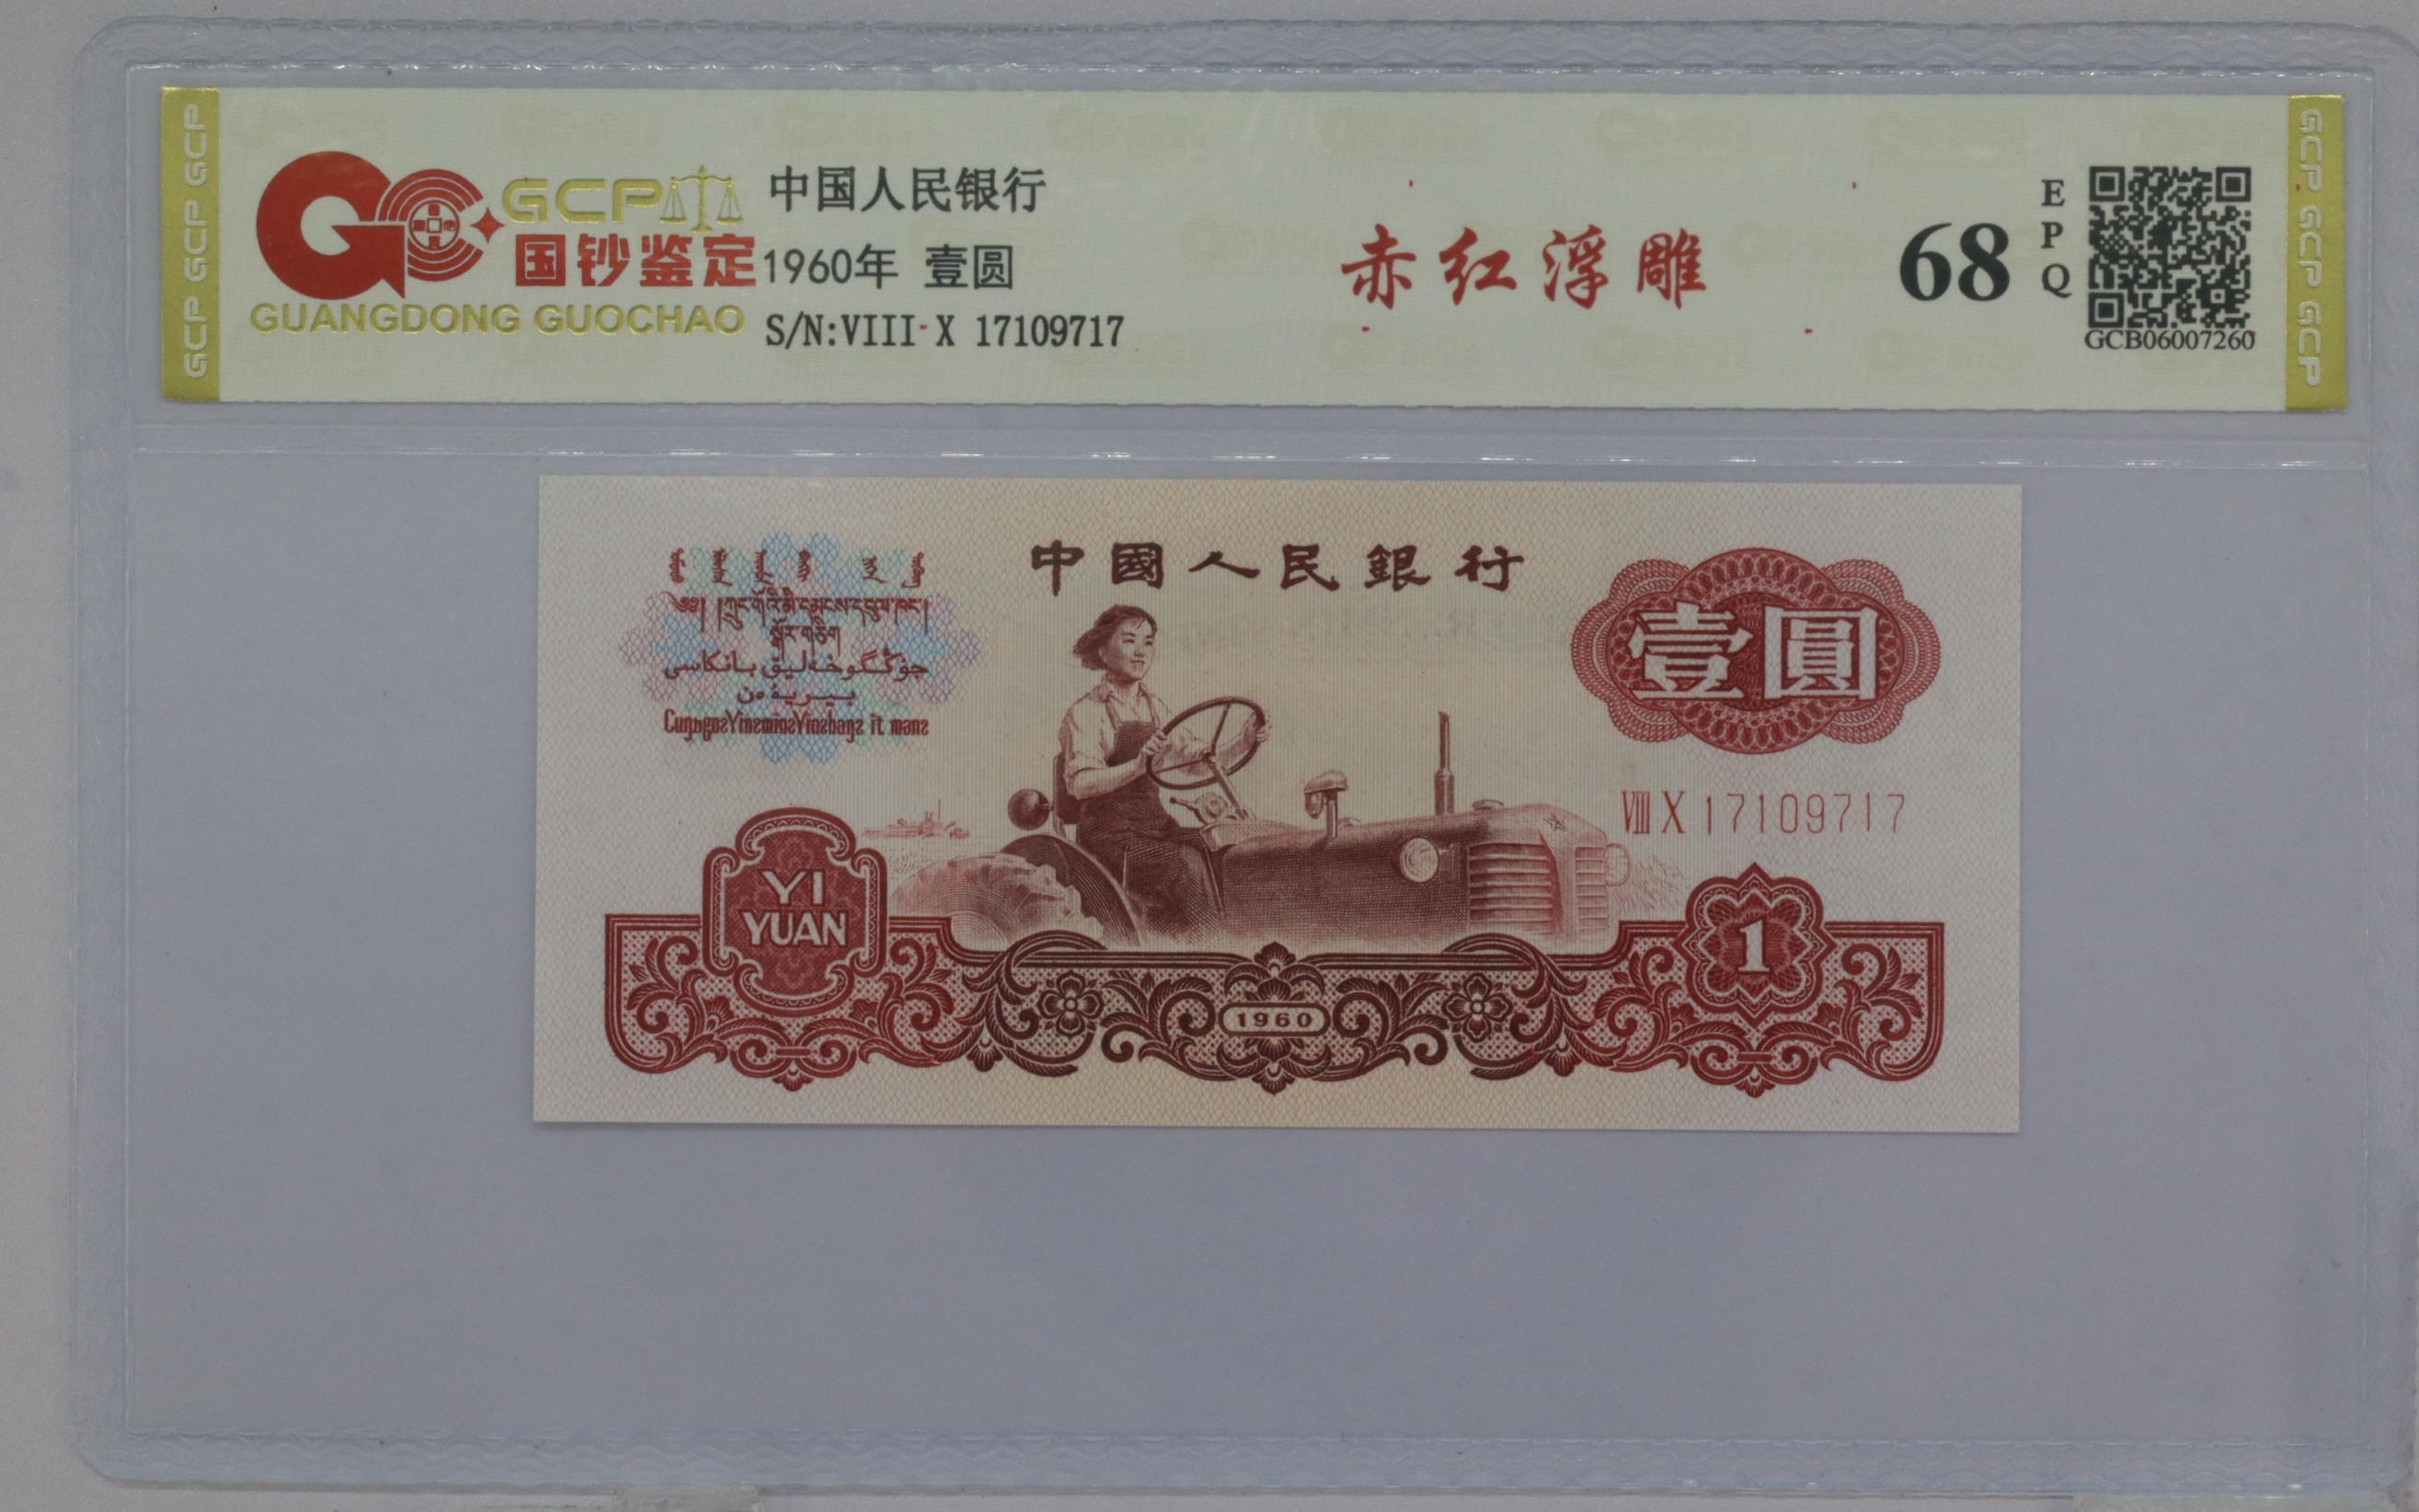 GCP GCP GCP
GCP
国钞鉴定
GUANGDONG GUOCHAO
中国人民银行
1960年 壹圆
S/N:VIII X 17109717
赤红浮雕
68
EPQ
GCB06007260
GCP GCP GCP
中國人民銀行
壹圓
VIII X 17109717
YI
YUAN
1960
1